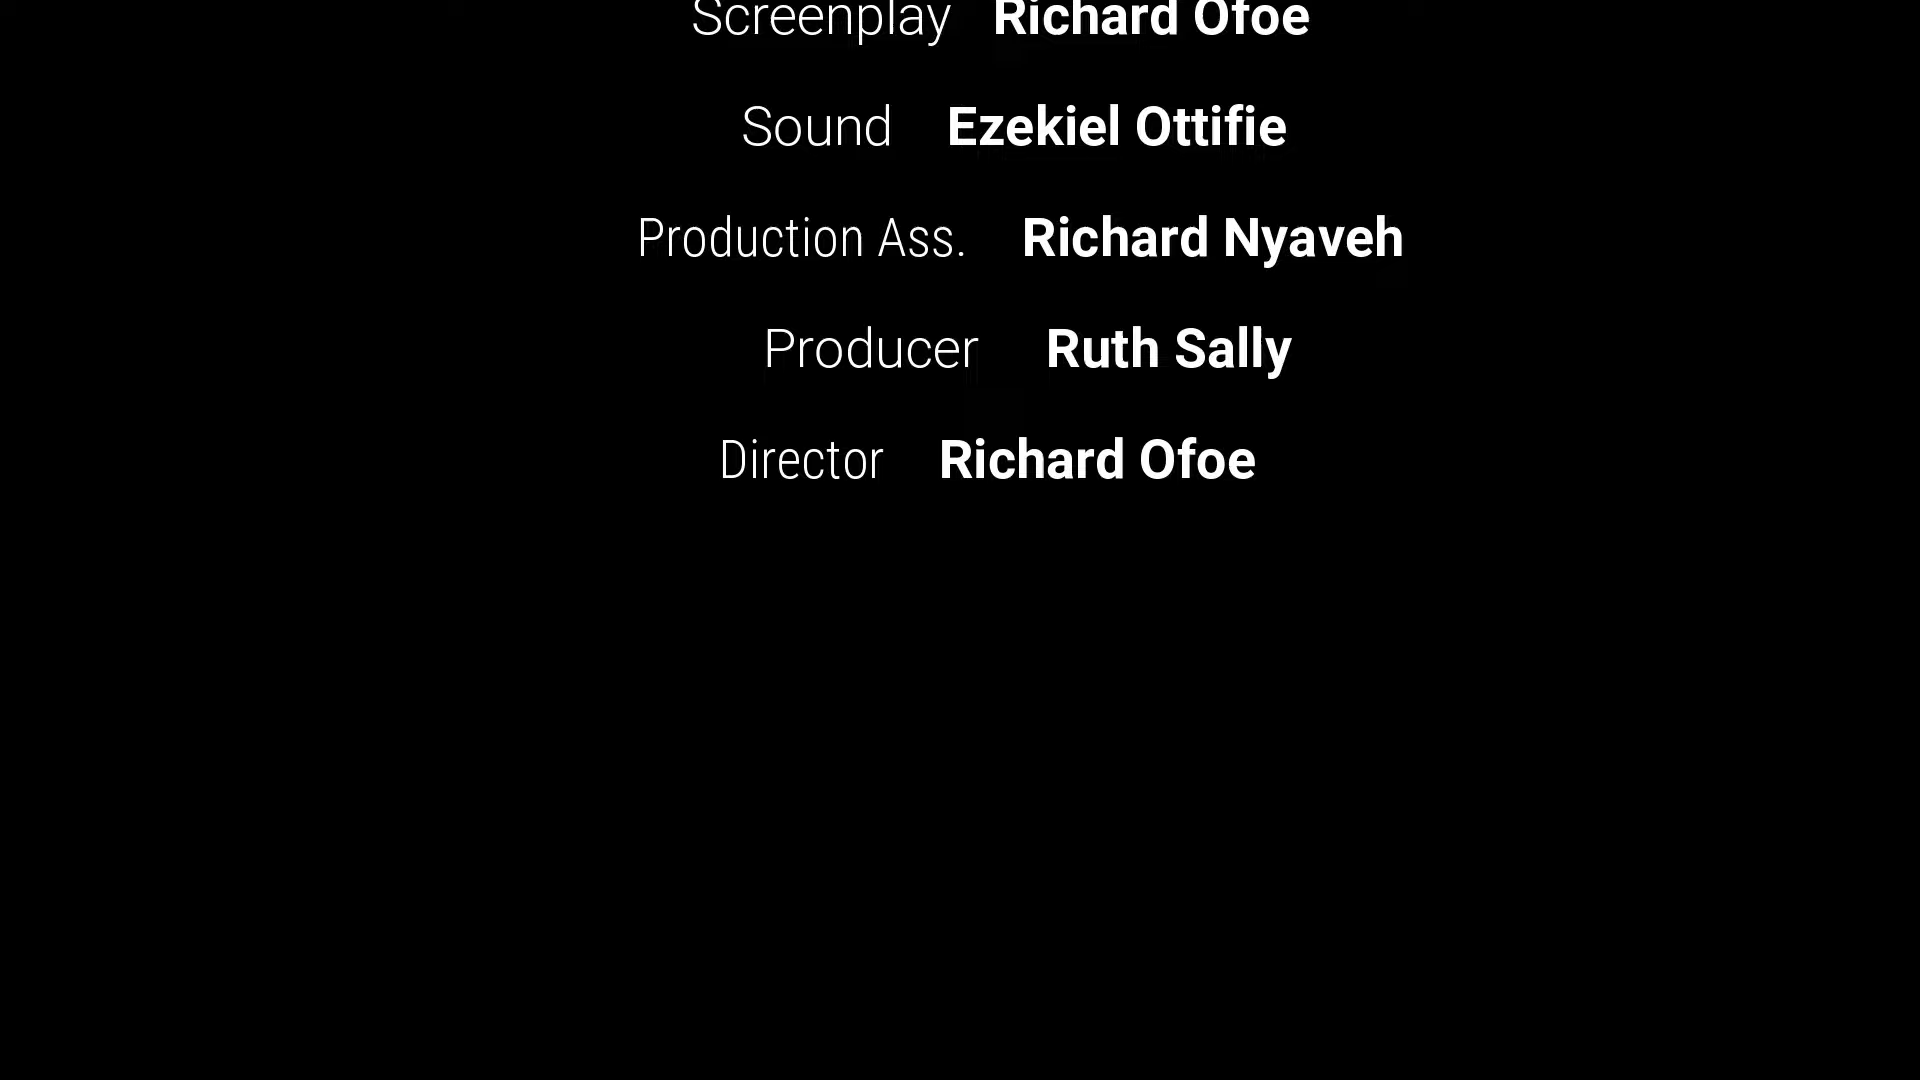 Screenplay Richard Ofoe
Sound Ezekiel Ottifie
Production Ass. Richard Nyaveh
Producer Ruth Sally
Director Richard Ofoe